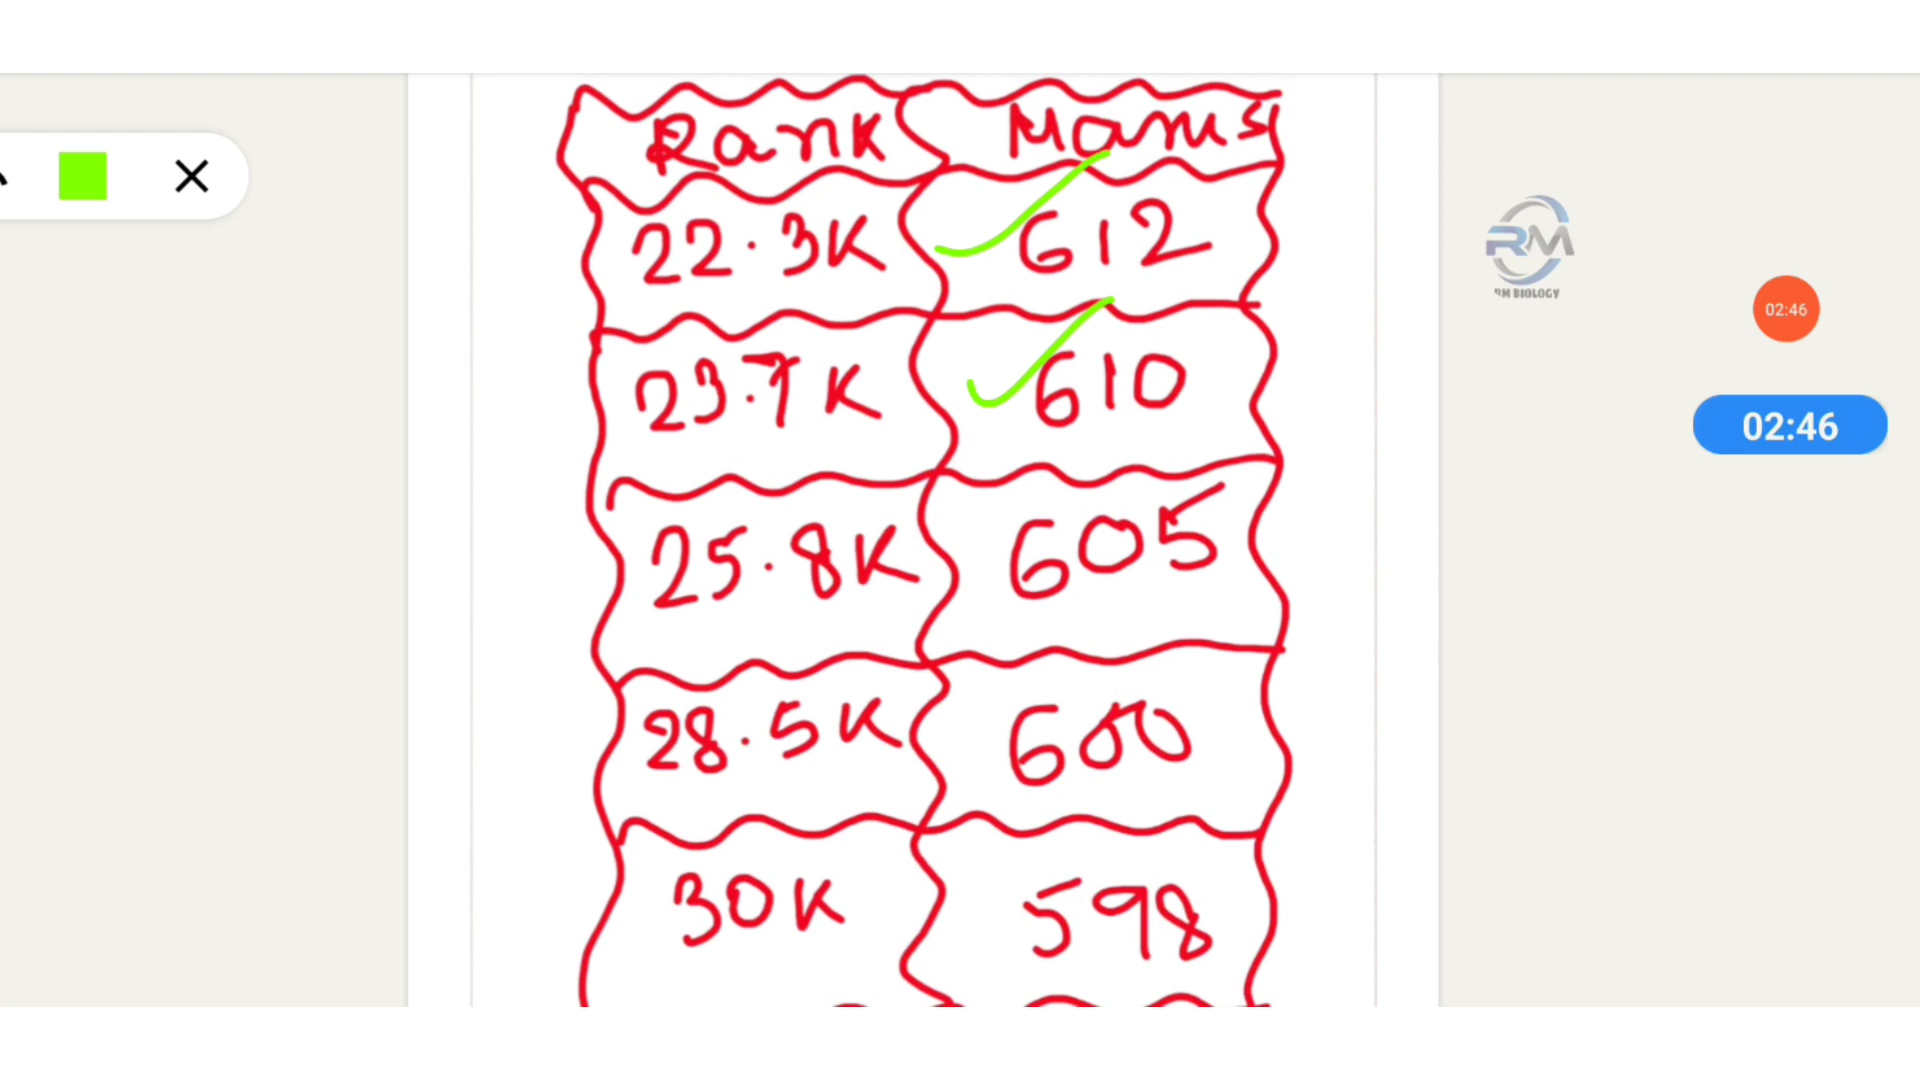 Rank Marks
22.3K 612
23.7K 610
25.8K 605
28.5K 600
30K 598
RM
RM BIOLOGY
02:46
02:46